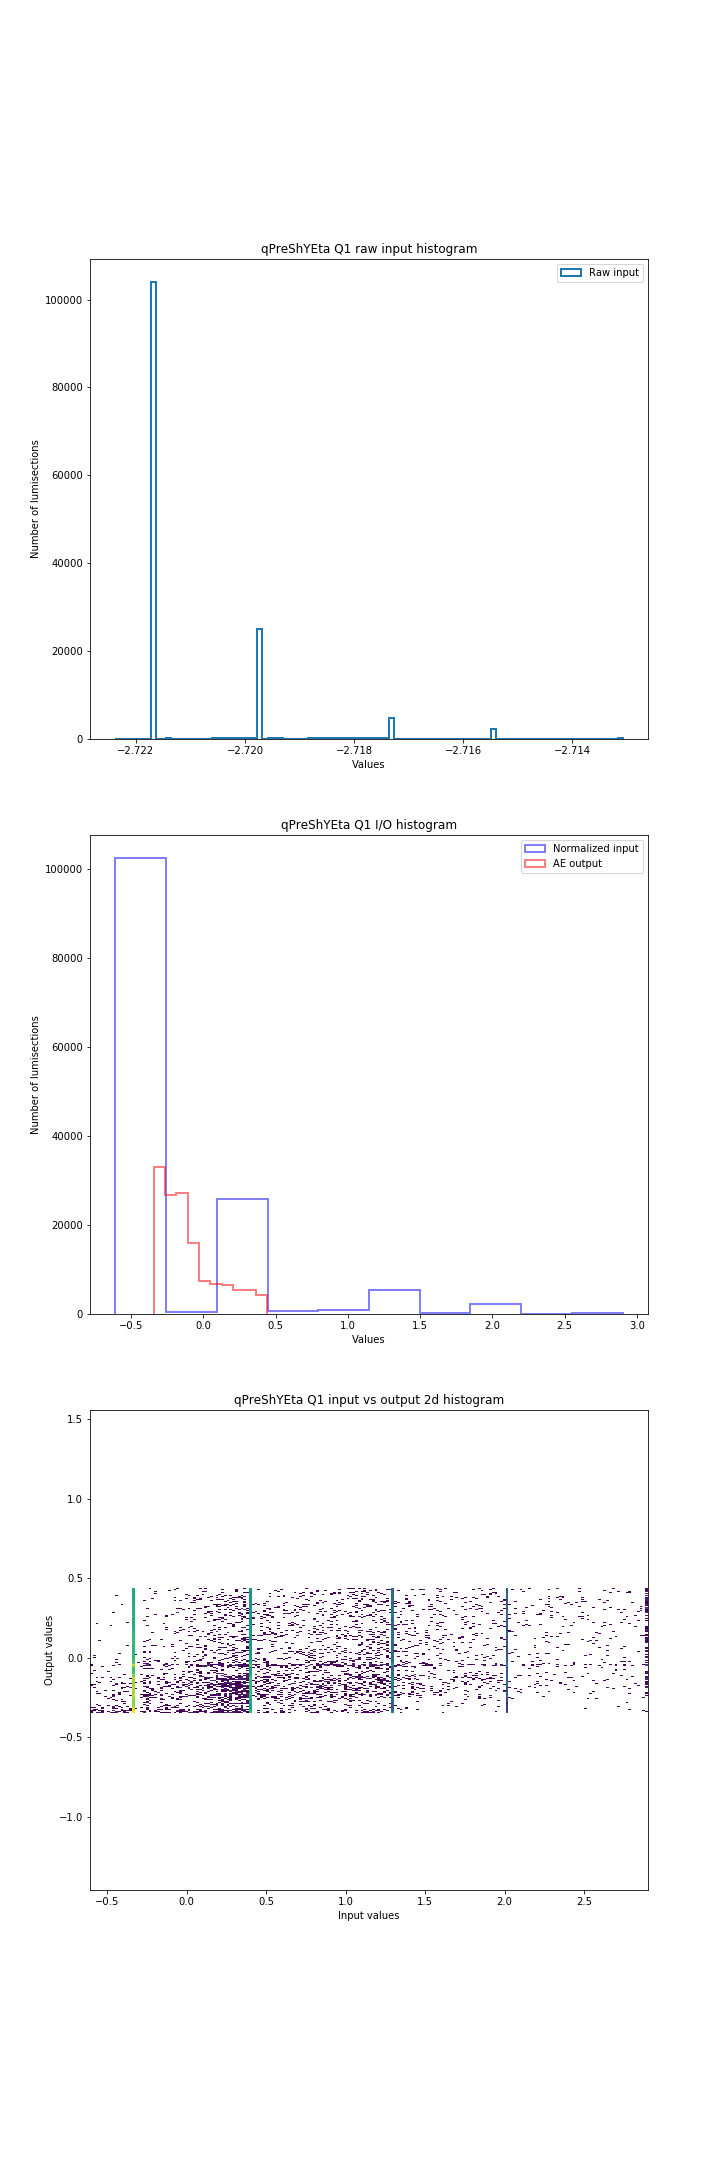 qPreShYEta Q1 raw input histogram
Raw input
100000
80000
60000
40000
20000
0
Number of lumisections
−2.722 −2.720 −2.718 −2.716 −2.714
Values
qPreShYEta Q1 I/O histogram
Normalized input
AE output
100000
80000
60000
40000
20000
0
Number of lumisections
−0.5 0.0 0.5 1.0 1.5 2.0 2.5 3.0
Values
qPreShYEta Q1 input vs output 2d histogram
1.5
1.0
0.5
0.0
−0.5
−1.0
Output values
−0.5 0.0 0.5 1.0 1.5 2.0 2.5
Input values